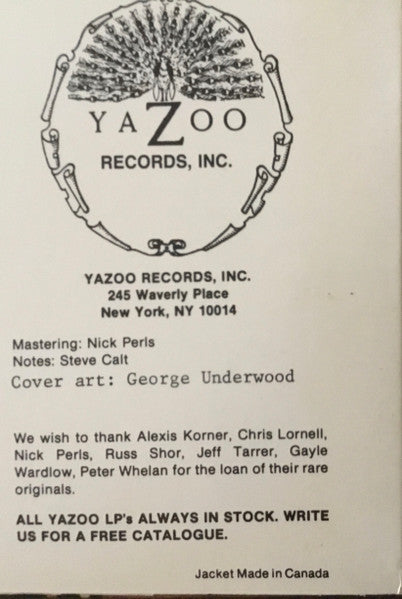 YAZOO
RECORDS, INC.
YAZOO RECORDS, INC.
245 Waverly Place
New York, NY 10014
Mastering: Nick Perls
Notes: Steve Calt
Cover art: George Underwood
We wish to thank Alexis Korner, Chris Lornell,
Nick Perls, Russ Shor, Jeff Tarrer, Gayle
Wardlow, Peter Whelan for the loan of their rare
originals.
ALL YAZOO LP's ALWAYS IN STOCK. WRITE
US FOR A FREE CATALOGUE.
Jacket Made in Canada